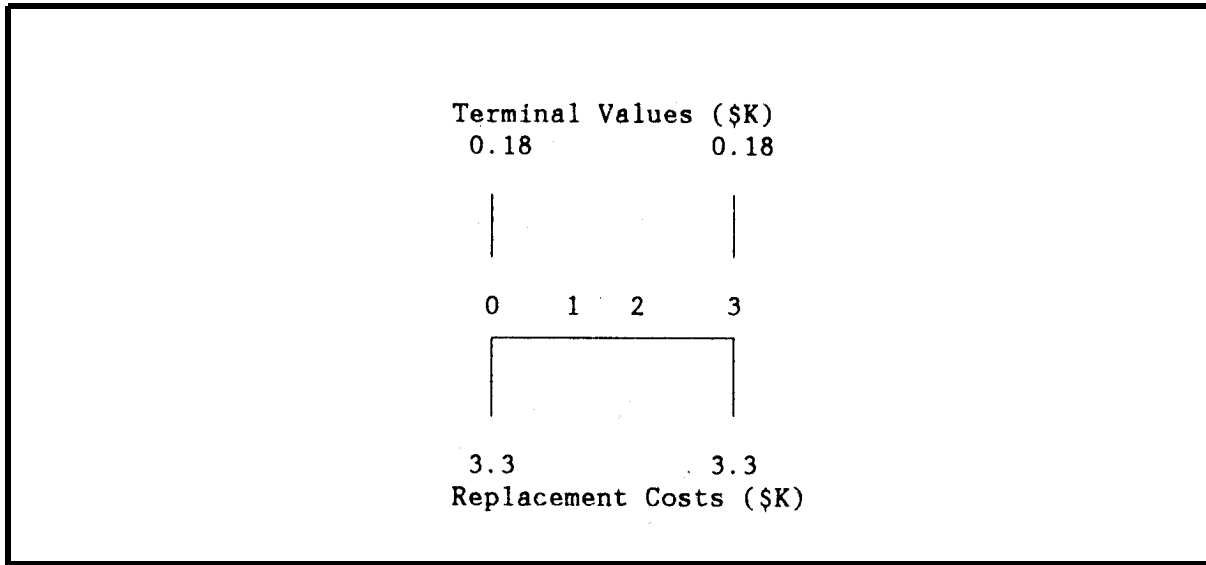 Terminal Values ($K)
0.18 0.18
0 1 2 3
3.3 3.3
Replacement Costs ($K)